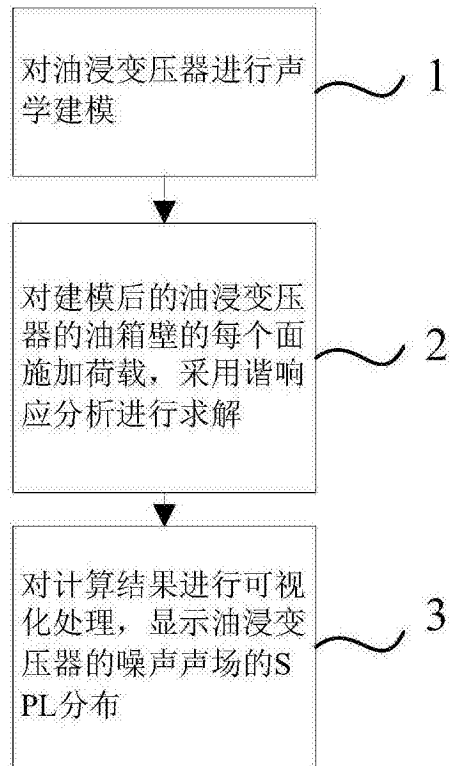 对油浸变压器进行声
学建模
1
对建模后的油浸变压
器的油箱壁的每个面
施加荷载，采用谐响
应分析进行求解
2
对计算结果进行可视
化处理，显示油浸变
压器的噪声声场的S
PL分布
3